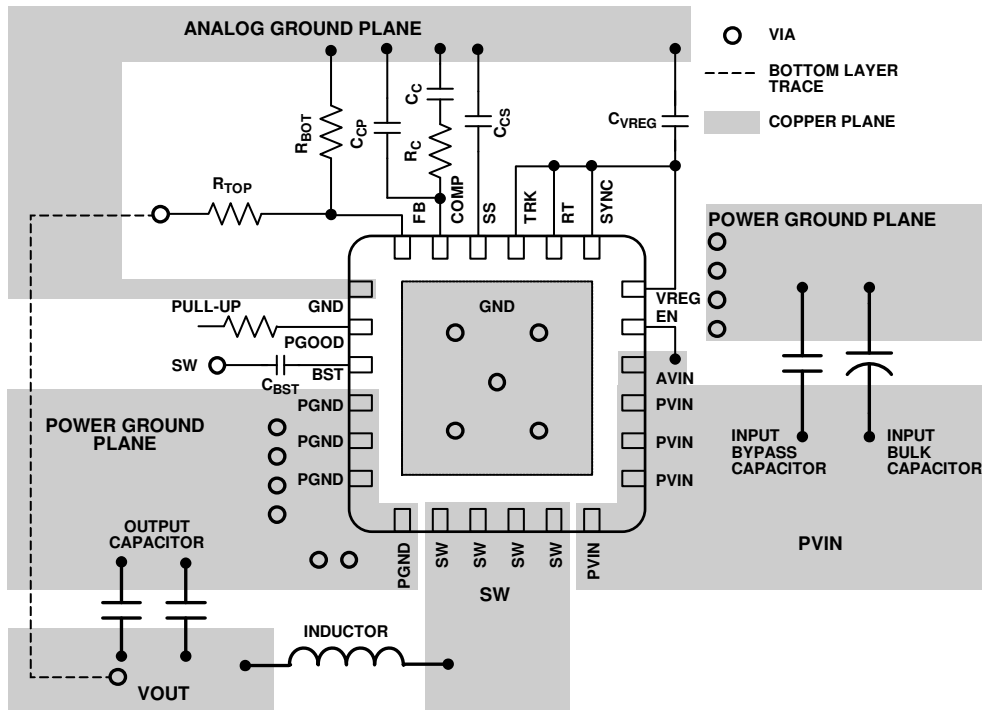 ANALOG GROUND PLANE
VIA
BOTTOM LAYER
TRACE
COPPER PLANE
RBOT
CCP
CC
RC
CCS
CVREG
RTOP
FB
COMP
SS
TRK
RT
SYNC
POWER GROUND PLANE
PULL-UP
GND
GND
VREG
EN
PGOOD
SW
CBST
BST
AVIN
PGND
PVIN
POWER GROUND
PLANE
PGND
PVIN
INPUT
BYPASS
CAPACITOR
INPUT
BULK
CAPACITOR
PGND
PVIN
OUTPUT
CAPACITOR
PGND
SW
SW
SW
SW
PVIN
PVIN
SW
INDUCTOR
VOUT